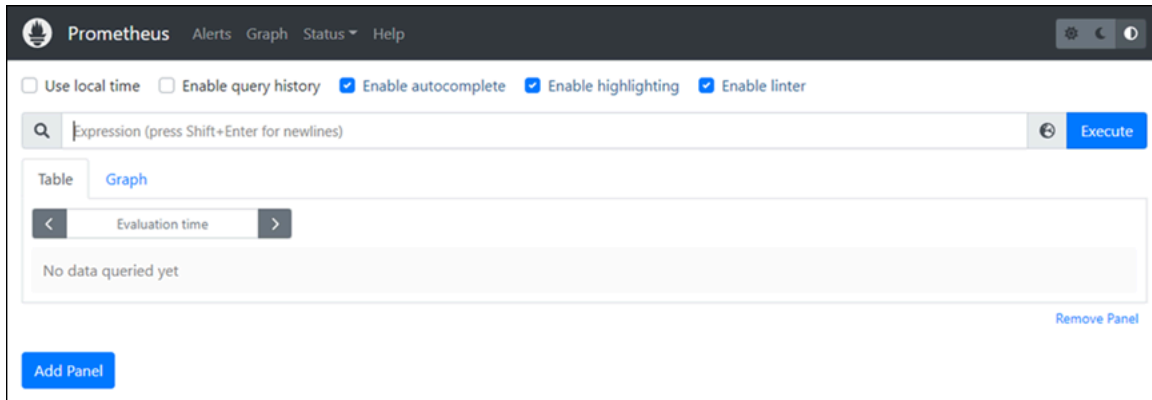 Prometheus Alerts Graph Status Help
Use local time Enable query history Enable autocomplete Enable highlighting Enable linter
Expression (press Shift+Enter for newlines) Execute
Table Graph
Evaluation time
No data queried yet
Remove Panel
Add Panel